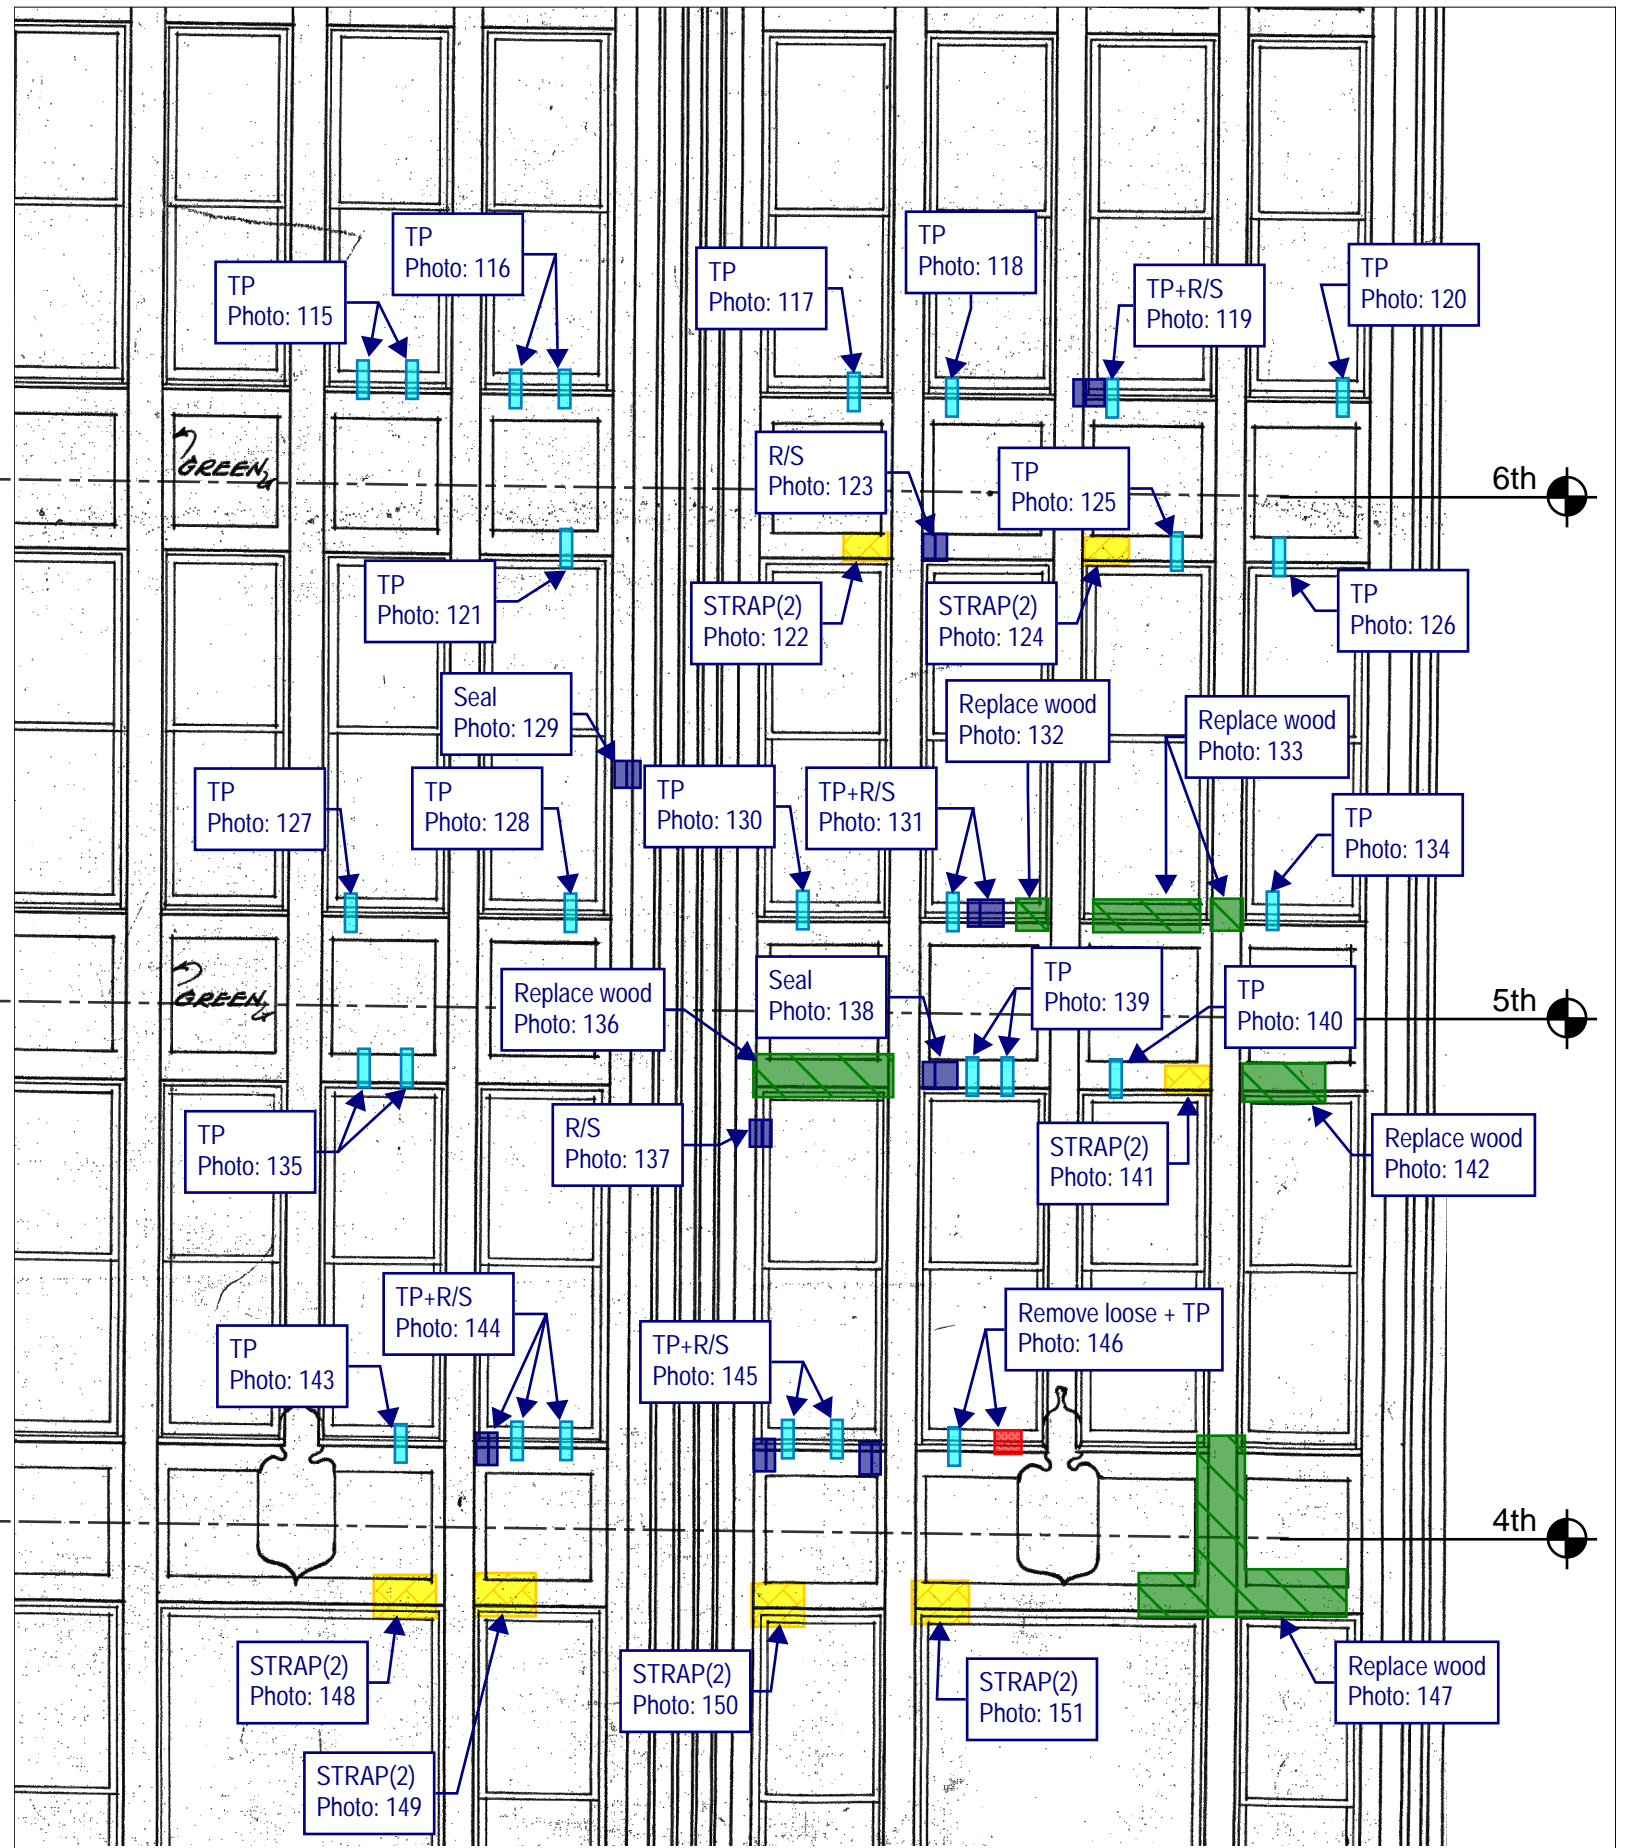 TP
Photo: 115
TP
Photo: 116
TP
Photo: 117
TP
Photo: 118
TP+R/S
Photo: 119
TP
Photo: 120
GREEN
R/S
Photo: 123
TP
Photo: 125
6th
TP
Photo: 121
STRAP(2)
Photo: 122
STRAP(2)
Photo: 124
TP
Photo: 126
Seal
Photo: 129
Replace wood
Photo: 132
Replace wood
Photo: 133
TP
Photo: 127
TP
Photo: 128
TP
Photo: 130
TP+R/S
Photo: 131
TP
Photo: 134
GREEN
Replace wood
Photo: 136
Seal
Photo: 138
TP
Photo: 139
TP
Photo: 140
5th
TP
Photo: 135
R/S
Photo: 137
STRAP(2)
Photo: 141
Replace wood
Photo: 142
TP
Photo: 143
TP+R/S
Photo: 144
TP+R/S
Photo: 145
Remove loose + TP
Photo: 146
4th
STRAP(2)
Photo: 148
STRAP(2)
Photo: 149
STRAP(2)
Photo: 150
STRAP(2)
Photo: 151
Replace wood
Photo: 147